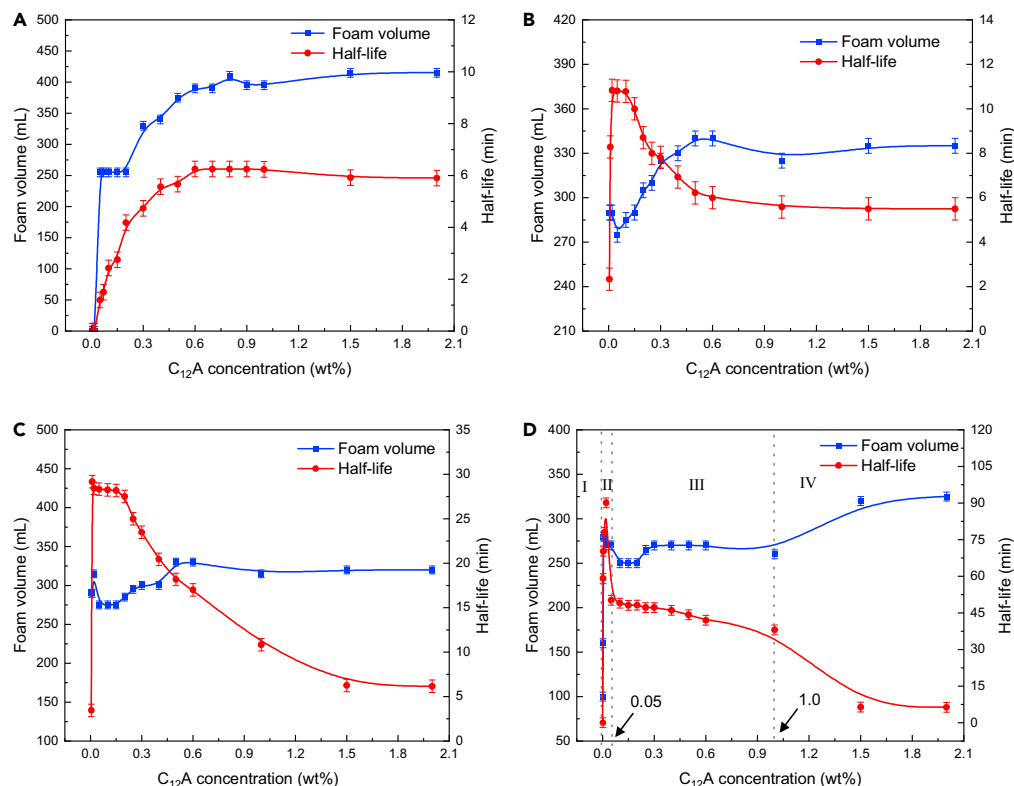 A
Foam volume
Half-life
500
450
400
350
300
250
200
150
100
50
0
Foam volume (mL)
12
10
8
6
4
2
0
Half-life (min)
0.0 0.3 0.6 0.9 1.2 1.5 1.8 2.1
C₁₂A concentration (wt%)
B
Foam volume
Half-life
420
390
360
330
300
270
240
210
Foam volume (mL)
14
12
10
8
6
4
2
0
Half-life (min)
0.0 0.3 0.6 0.9 1.2 1.5 1.8 2.1
C₁₂A concentration (wt%)
C
Foam volume
Half-life
500
450
400
350
300
250
200
150
100
Foam volume (mL)
35
30
25
20
15
10
5
0
Half-life (min)
0.0 0.3 0.6 0.9 1.2 1.5 1.8 2.1
C₁₂A concentration (wt%)
D
Foam volume
Half-life
I II III IV
400
350
300
250
200
150
100
50
Foam volume (mL)
120
105
90
75
60
45
30
15
0
Half-life (min)
0.05
1.0
0.0 0.3 0.6 0.9 1.2 1.5 1.8 2.1
C₁₂A concentration (wt%)